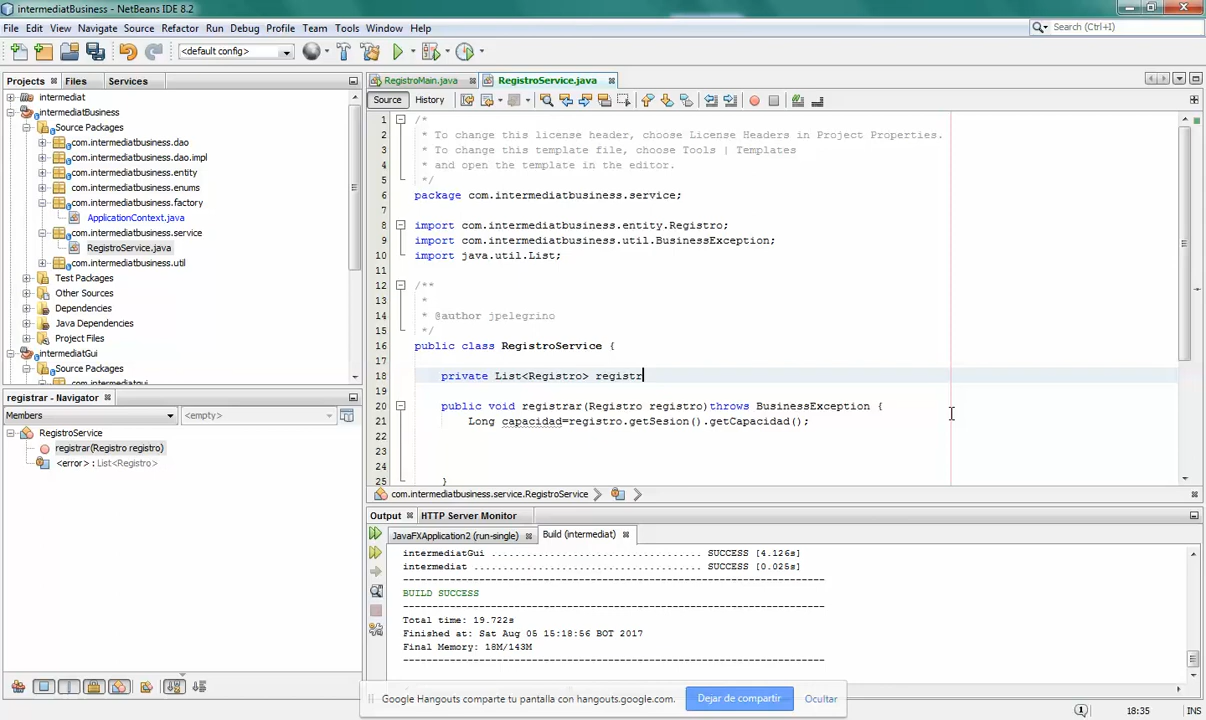 intermediatBusiness - NetBeans IDE 8.2
File Edit View Navigate Source Refactor Run Debug Profile Team Tools Window Help
Search (Ctrl+I)
<default config>
Projects Files Services
intermediat
intermediatBusiness
Source Packages
com.intermediatbusiness.dao
com.intermediatbusiness.dao.impl
com.intermediatbusiness.entity
com.intermediatbusiness.enums
com.intermediatbusiness.factory
ApplicationContext.java
com.intermediatbusiness.service
RegistroService.java
com.intermediatbusiness.util
Test Packages
Other Sources
Dependencies
Java Dependencies
Project Files
intermediatGui
com.intermediatgui
registrar - Navigator
Members <empty>
RegistroService
registrar(Registro registro)
<error> : List<Registro>
RegistroMain.java RegistroService.java
Source History
1 /*
2 * To change this license header, choose License Headers in Project Properties.
3 * To change this template file, choose Tools | Templates
4 * and open the template in the editor.
5 */
6 package com.intermediatbusiness.service;
7
8 import com.intermediatbusiness.entity.Registro;
9 import com.intermediatbusiness.util.BusinessException;
10 import java.util.List;
11
12 /**
13 *
14 * @author jpelegrino
15 */
16 public class RegistroService {
17
18 private List<Registro> registr
19
20 public void registrar(Registro registro)throws BusinessException {
21 Long capacidad=registro.getSesion().getCapacidad();
22
23
24
25 }
com.intermediatbusiness.service.RegistroService
Output HTTP Server Monitor
JavaFXApplication2 (run-single) Build (intermediat)
intermediatGui .................................... SUCCESS [4.126s]
intermediat ....................................... SUCCESS [0.025s]
------------------------------------------------------------------------
BUILD SUCCESS
------------------------------------------------------------------------
Total time: 19.722s
Finished at: Sat Aug 05 15:18:56 BOT 2017
Final Memory: 18M/143M
------------------------------------------------------------------------
Google Hangouts comparte tu pantalla con hangouts.google.com. Dejar de compartir Ocultar
18:35 INS